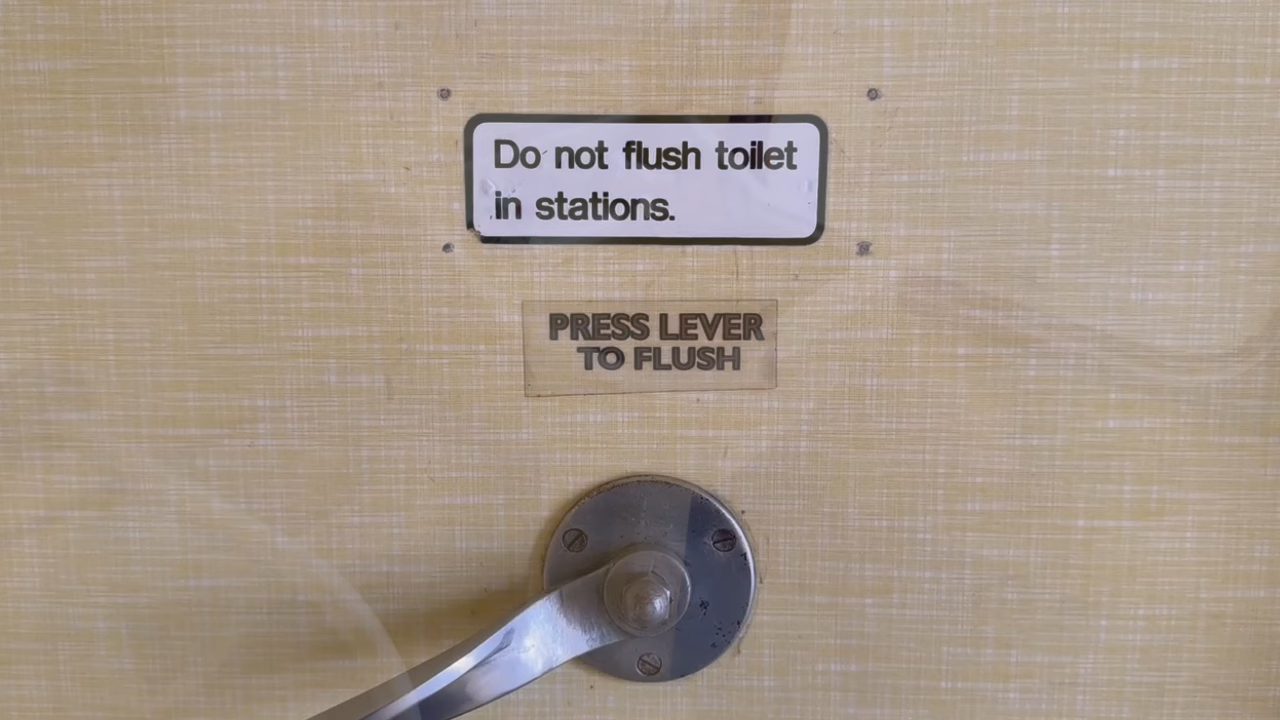 Do not flush toilet
in stations.
PRESS LEVER
TO FLUSH